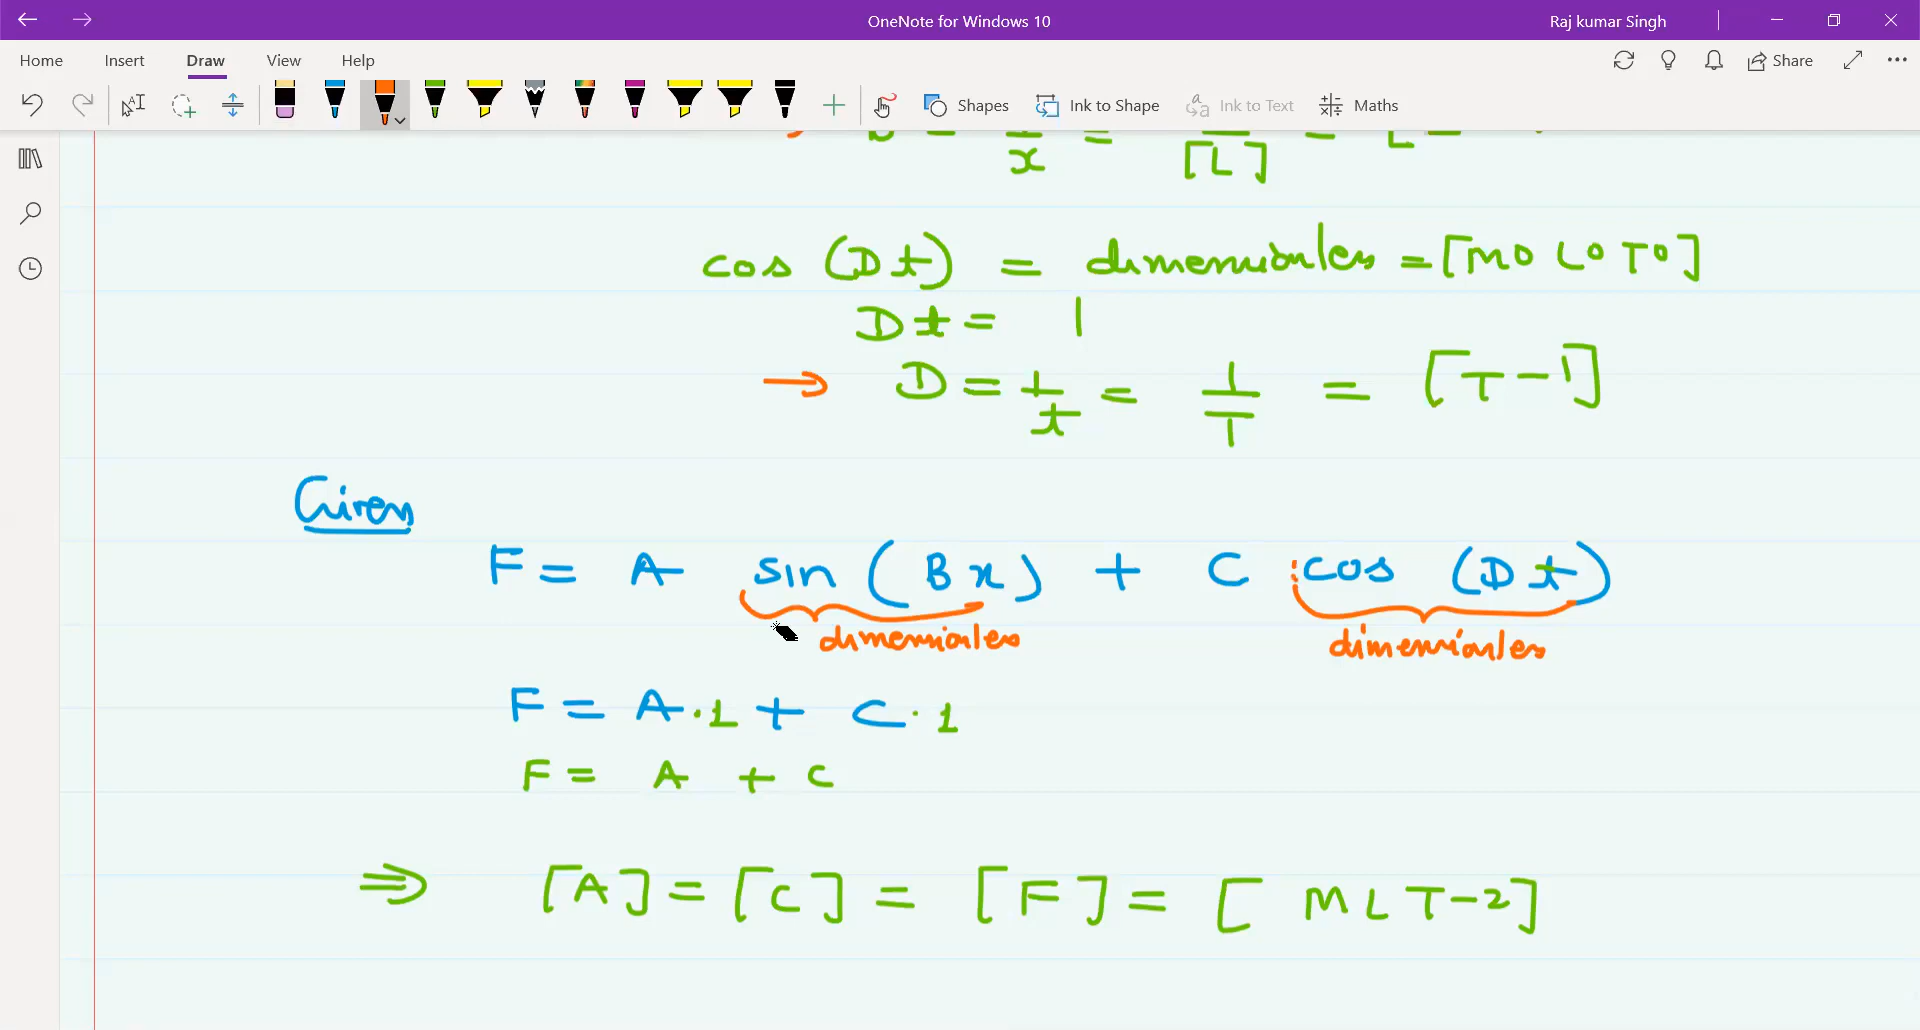 OneNote for Windows 10
Raj kumar Singh
Home Insert Draw View Help
Share
Shapes Ink to Shape Ink to Text Maths
x = [L] =
cos (Dt) = dimensionless = [M0 L0 T0]
Dt = 1
→ D = 1/t = 1/T = [T-1]
Given
F = A sin (Bx) + C cos (Dt)
dimensionless dimensionless
F = A · 1 + C · 1
F = A + C
⇒ [A] = [C] = [F] = [MLT-2]